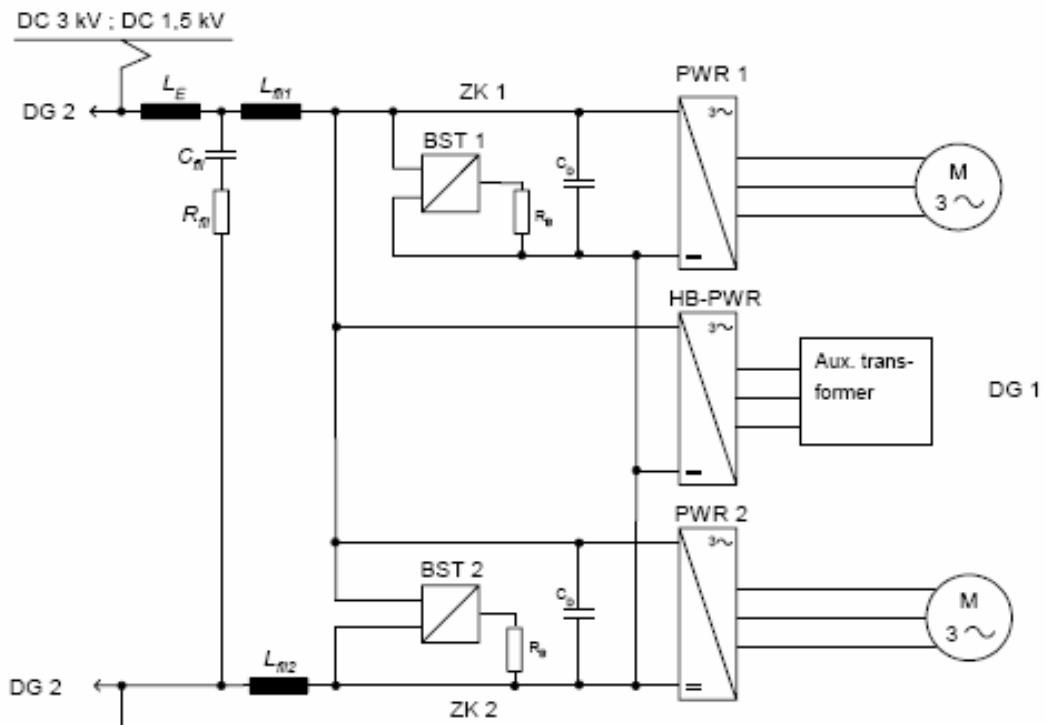 DC 3 kV ; DC 1,5 kV
PWR 1
L_E
L_fil1
ZK 1
3~
DG 2
BST 1
C_fil
C_D
M
3~
R_fil
R_B
HB-PWR
3~
Aux. trans-
former
DG 1
PWR 2
3~
BST 2
C_D
M
3~
R_B
L_fil2
DG 2
ZK 2